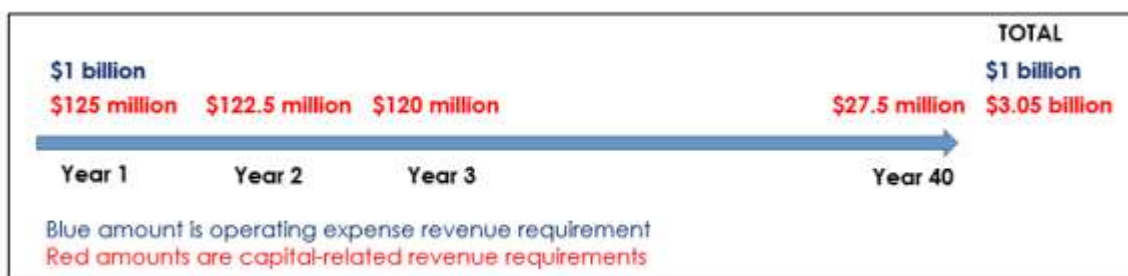 TOTAL
$1 billion $1 billion
$125 million $122.5 million $120 million $27.5 million $3.05 billion
Year 1 Year 2 Year 3 Year 40
Blue amount is operating expense revenue requirement
Red amounts are capital-related revenue requirements